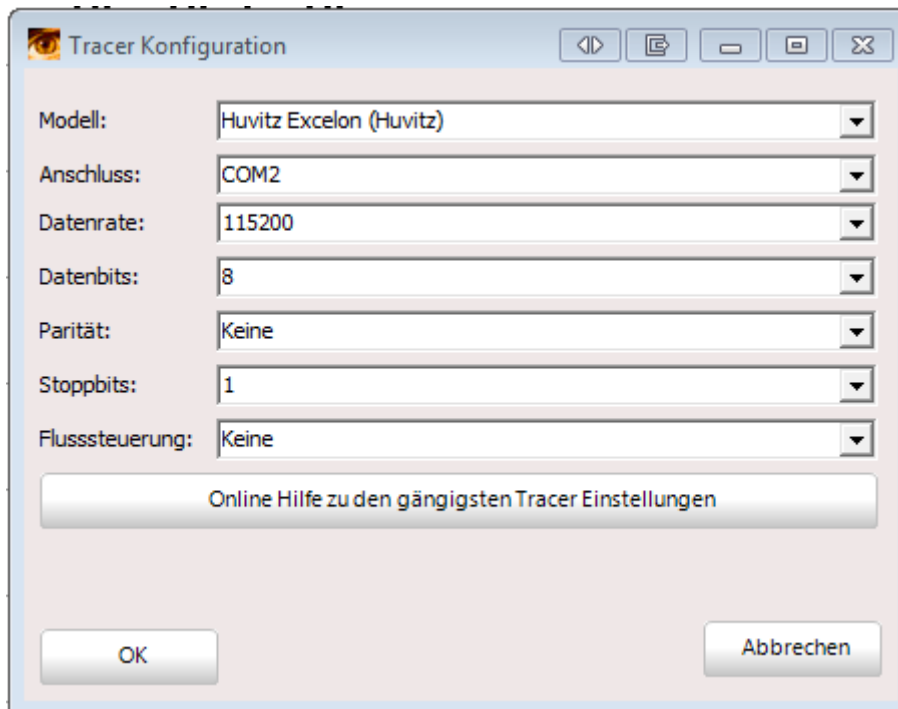 Tracer Konfiguration
Modell: Huvitz Excelon (Huvitz)
Anschluss: COM2
Datenrate: 115200
Datenbits: 8
Parität: Keine
Stoppbits: 1
Flusssteuerung: Keine
Online Hilfe zu den gängigsten Tracer Einstellungen
OK Abbrechen